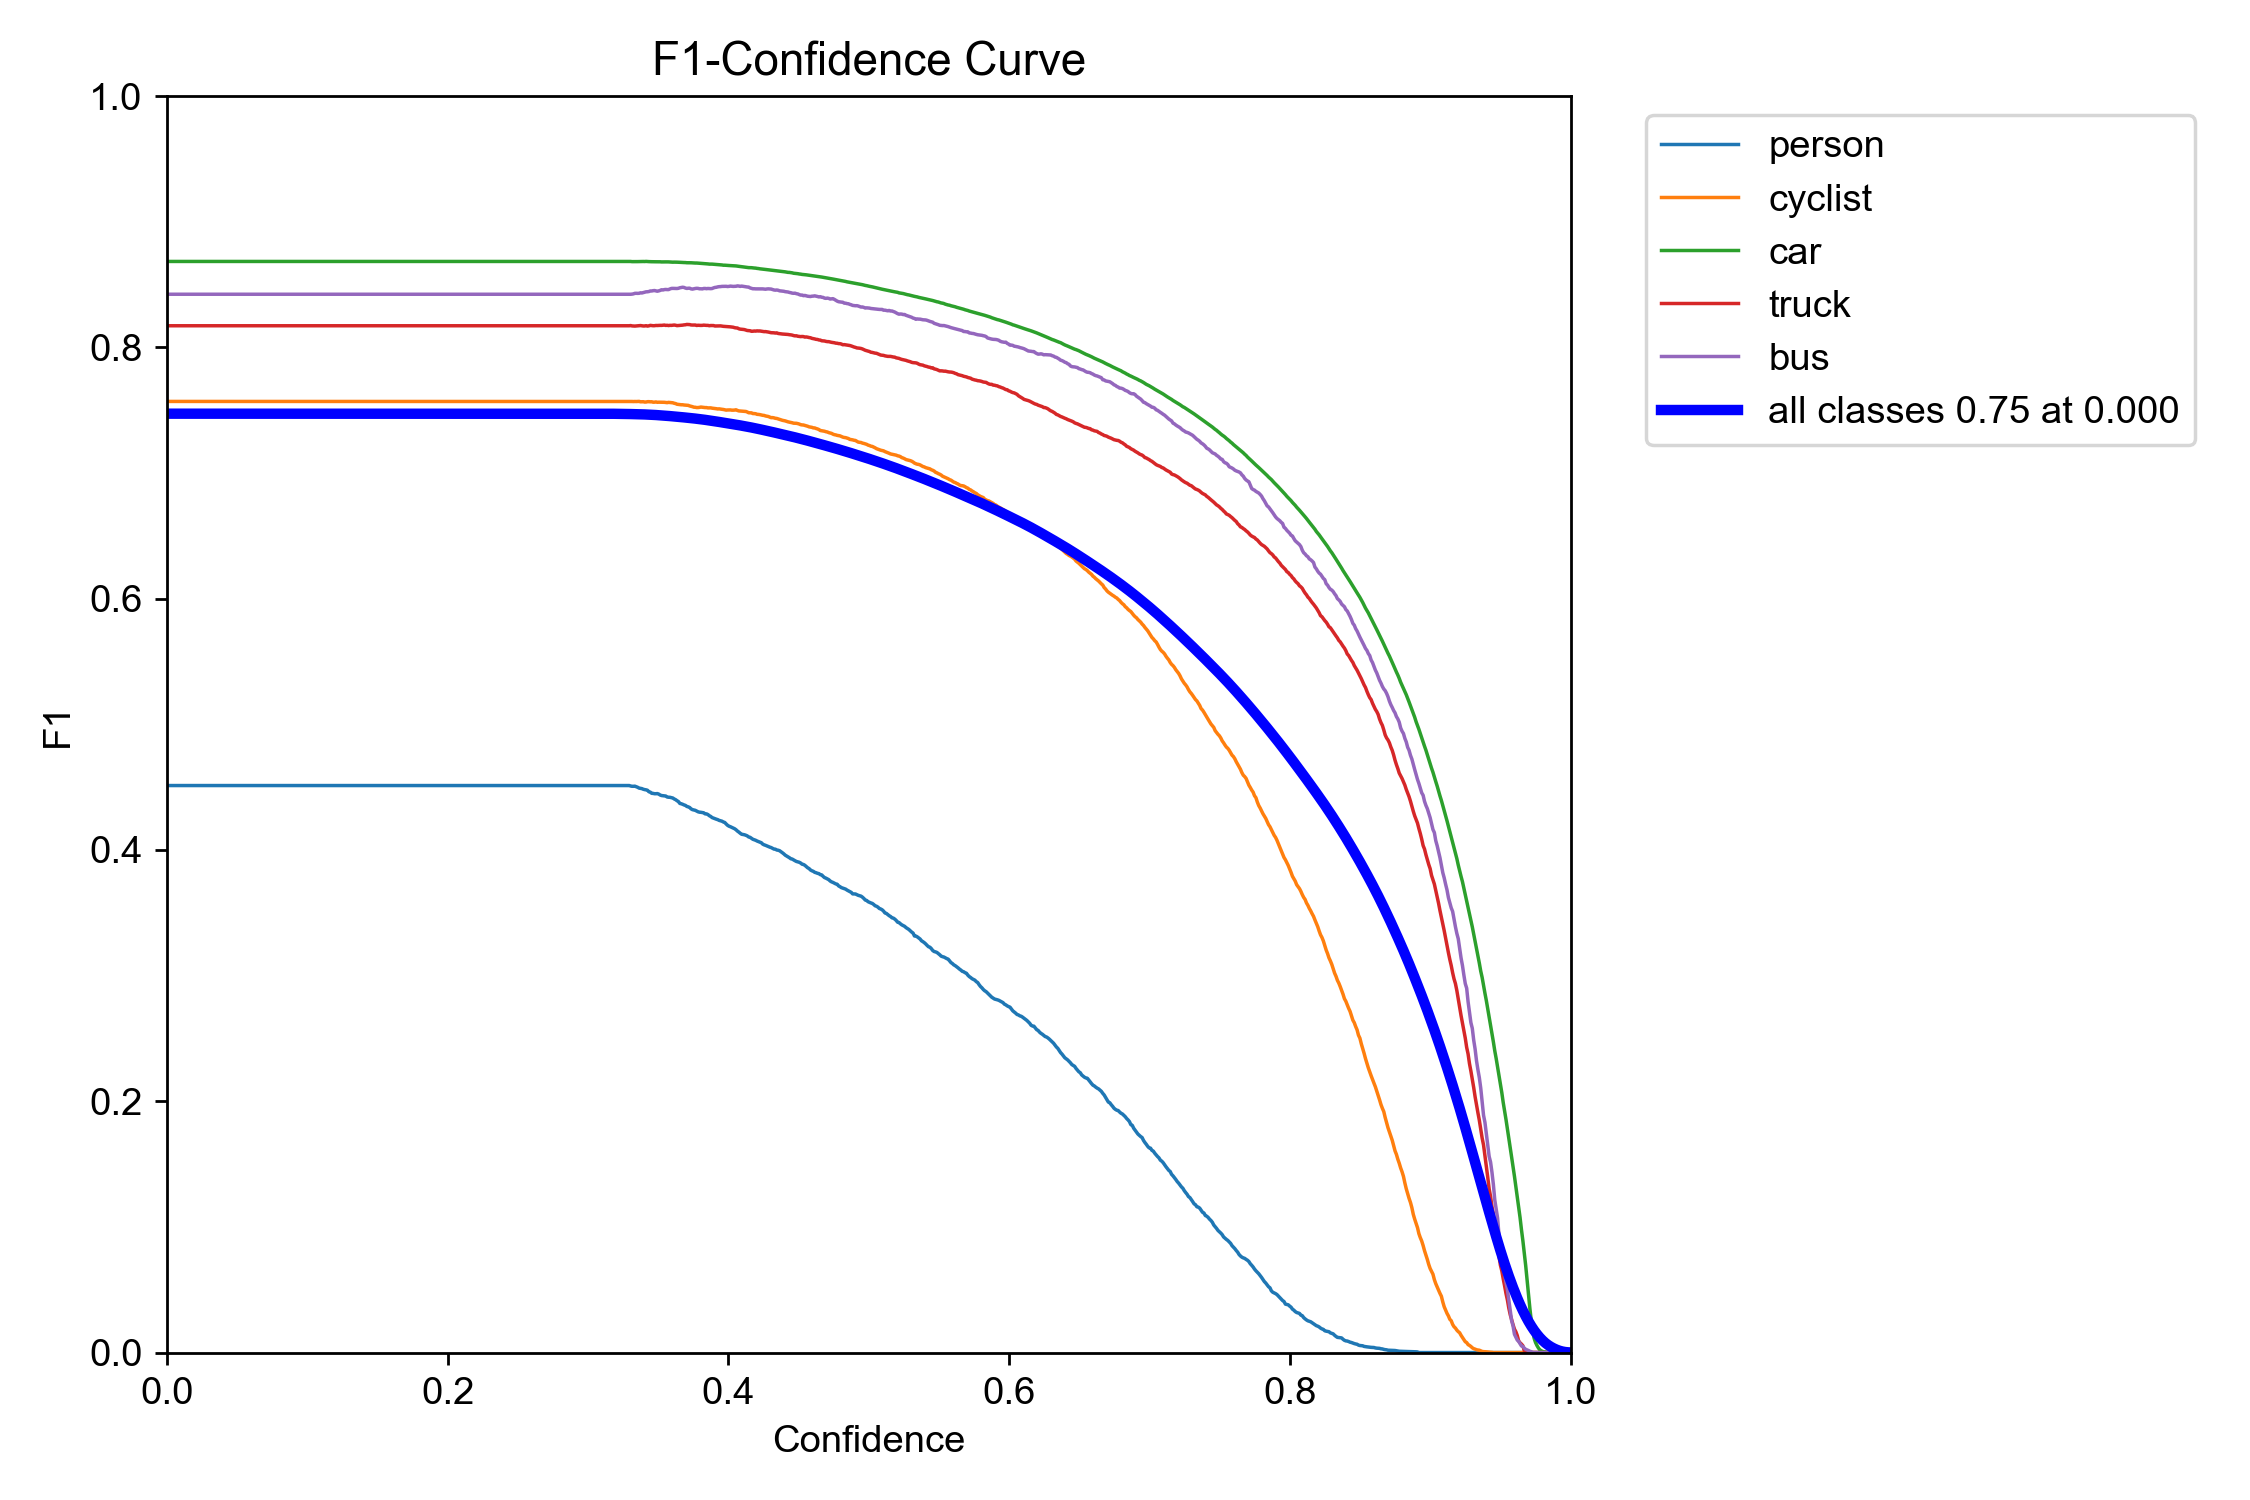 F1-Confidence Curve
1.0
0.8
0.6
0.4
0.2
0.0
F1
0.0 0.2 0.4 0.6 0.8 1.0
Confidence
person
cyclist
car
truck
bus
all classes 0.75 at 0.000